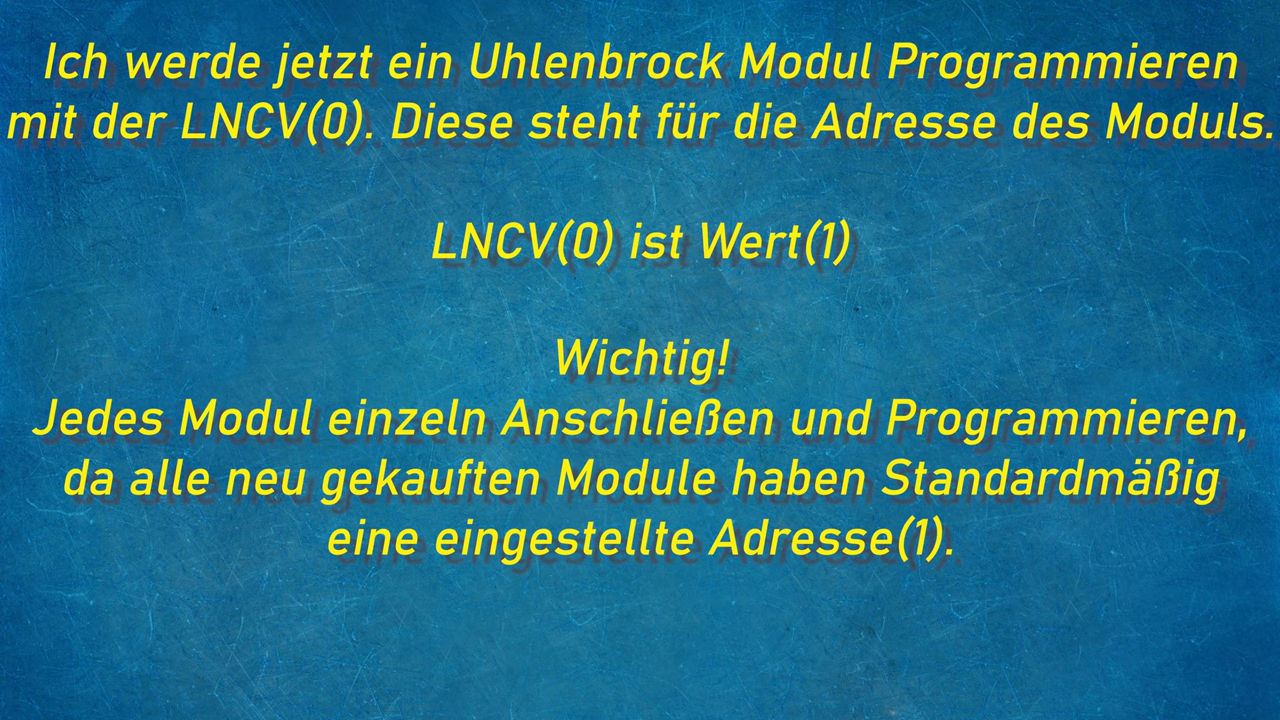 Ich werde jetzt ein Uhlenbrock Modul Programmieren
mit der LNCV(0). Diese steht für die Adresse des Moduls.
LNCV(0) ist Wert(1)
Wichtig!
Jedes Modul einzeln Anschließen und Programmieren,
da alle neu gekauften Module haben Standardmäßig
eine eingestellte Adresse(1).